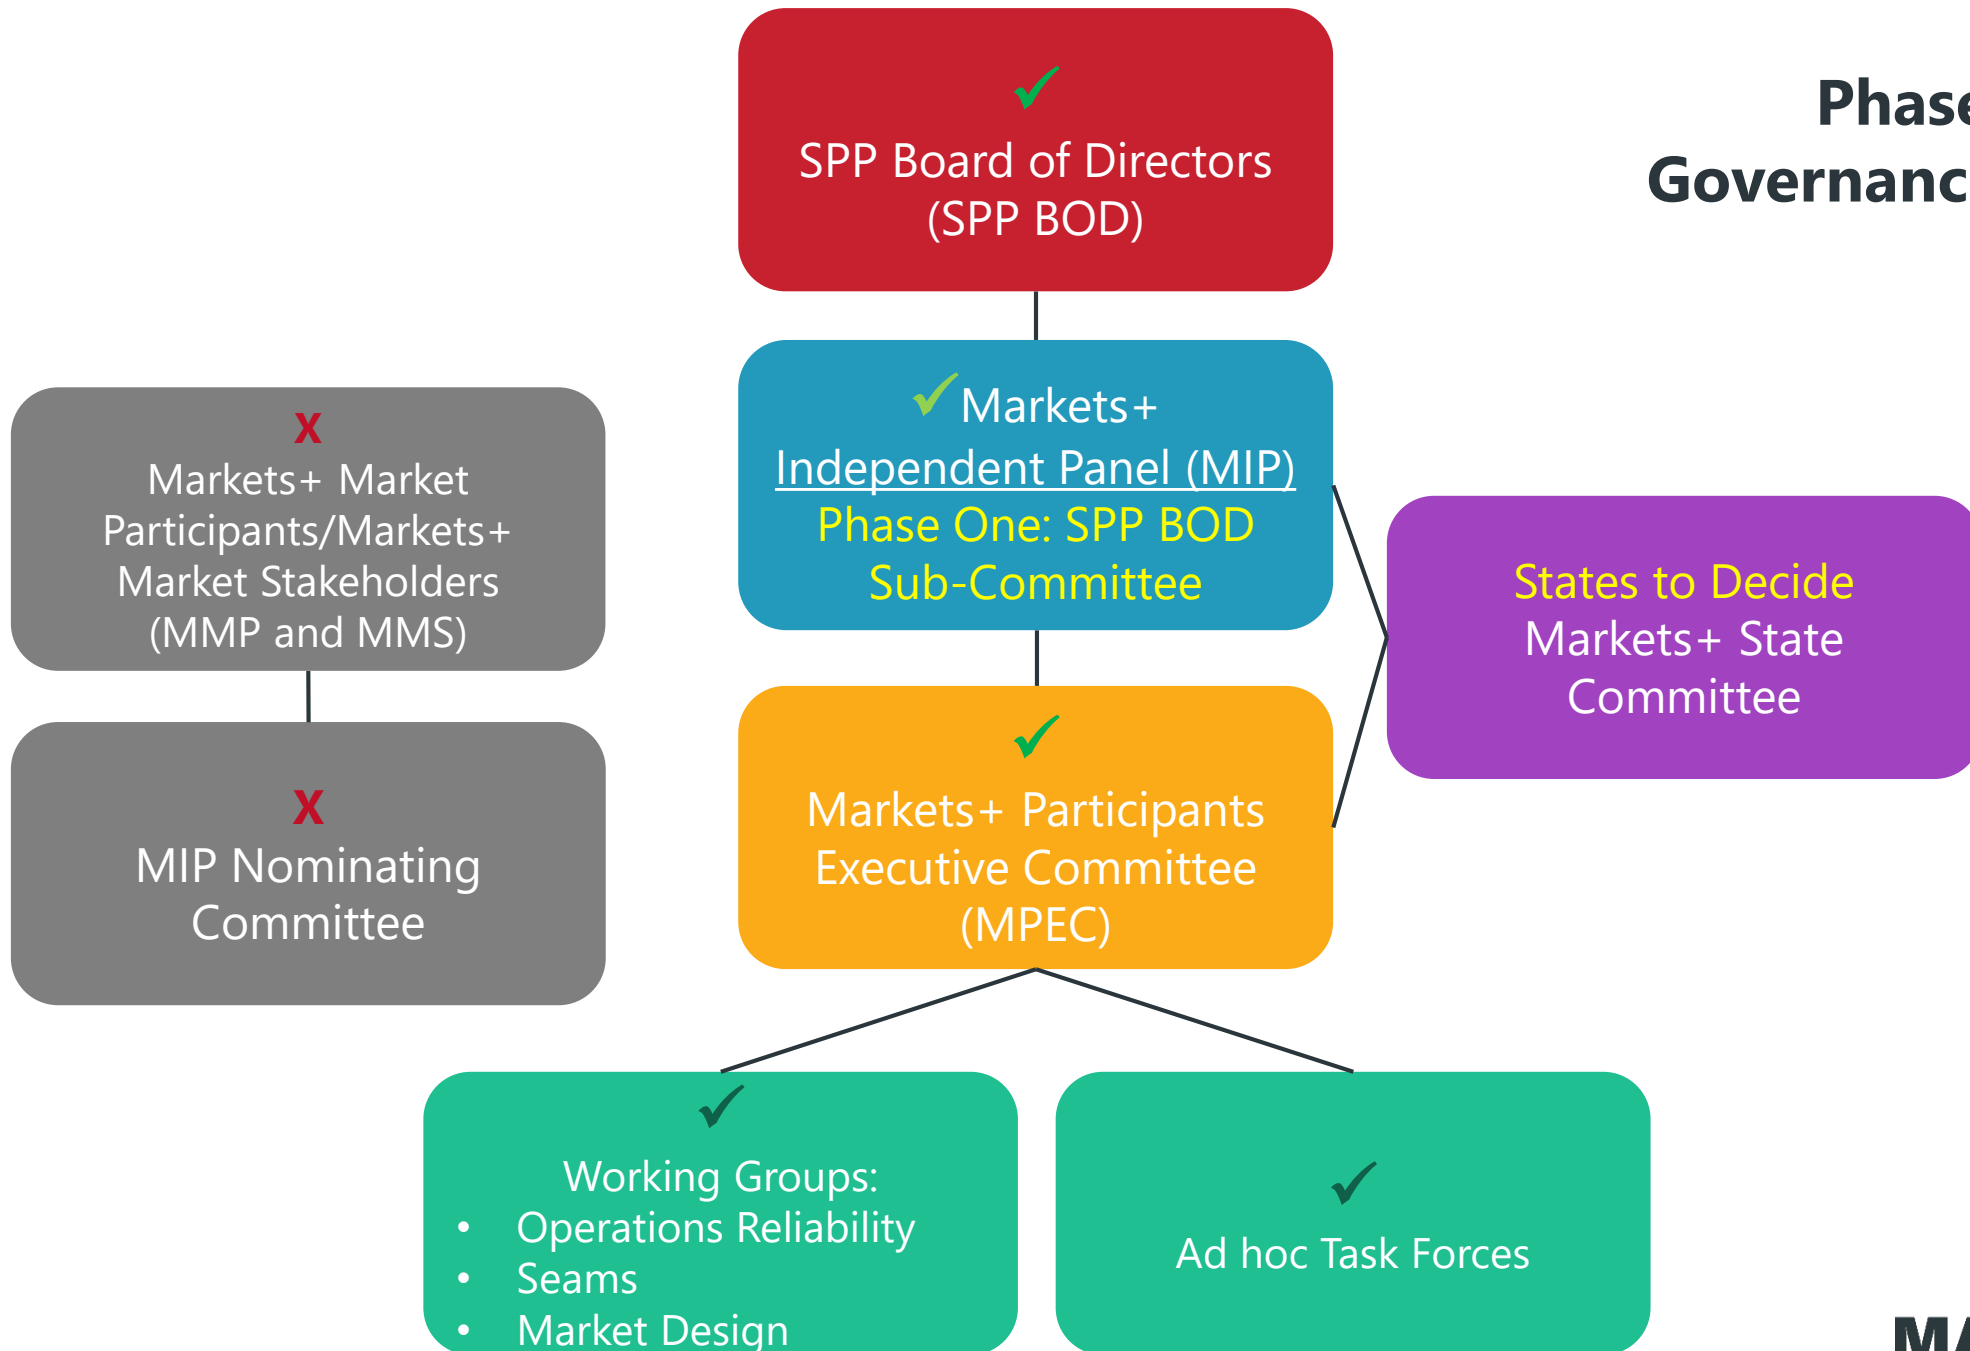 ✓
SPP Board of Directors
(SPP BOD)
Phase
Governanc
✓Markets+
Independent Panel (MIP)
Phase One: SPP BOD
Sub-Committee
X
Markets+ Market
Participants/Markets+
Market Stakeholders
(MMP and MMS)
States to Decide
Markets+ State
Committee
X
MIP Nominating
Committee
✓
Markets+ Participants
Executive Committee
(MPEC)
✓
Working Groups:
• Operations Reliability
• Seams
• Market Design
✓
Ad hoc Task Forces
MA